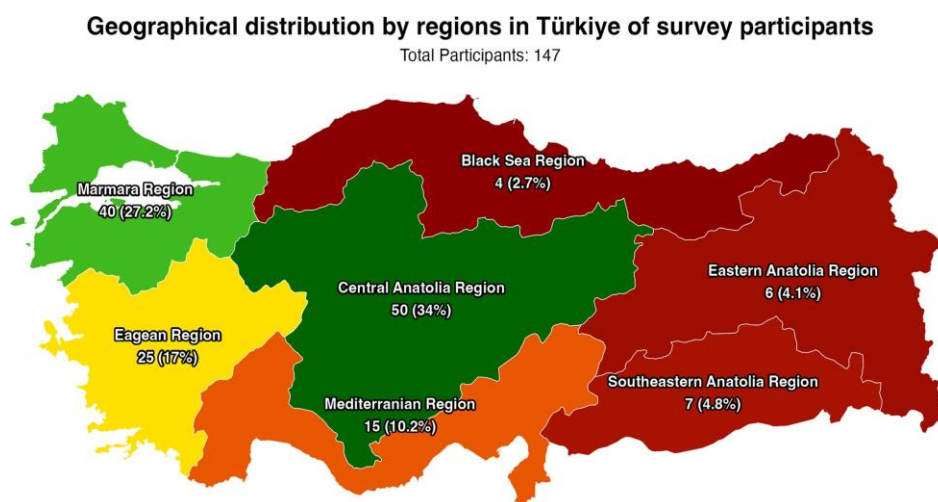 Geographical distribution by regions in Türkiye of survey participants
Total Participants: 147
Black Sea Region
4 (2.7%)
Marmara Region
40 (27.2%)
Eastern Anatolia Region
6 (4.1%)
Central Anatolia Region
50 (34%)
Eagean Region
25 (17%)
Southeastern Anatolia Region
7 (4.8%)
Mediterranian Region
15 (10.2%)